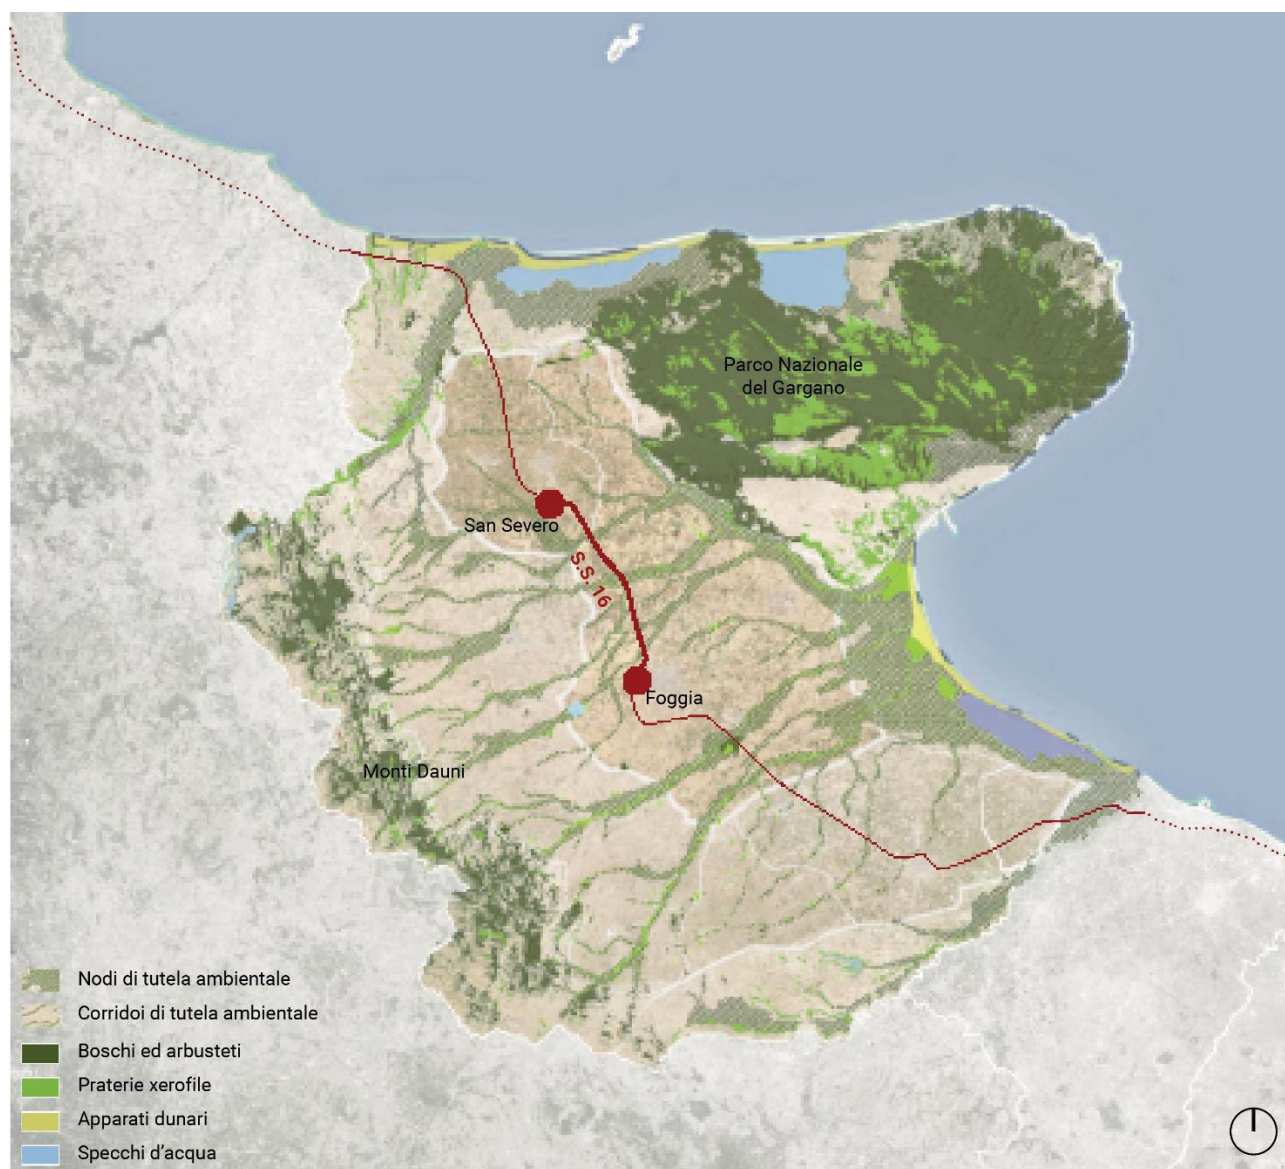 Parco Nazionale
del Gargano
San Severo
S.S. 16
Foggia
Monti Dauni
Nodi di tutela ambientale
Corridoi di tutela ambientale
Boschi ed arbusteti
Praterie xerofile
Apparati dunari
Specchi d'acqua